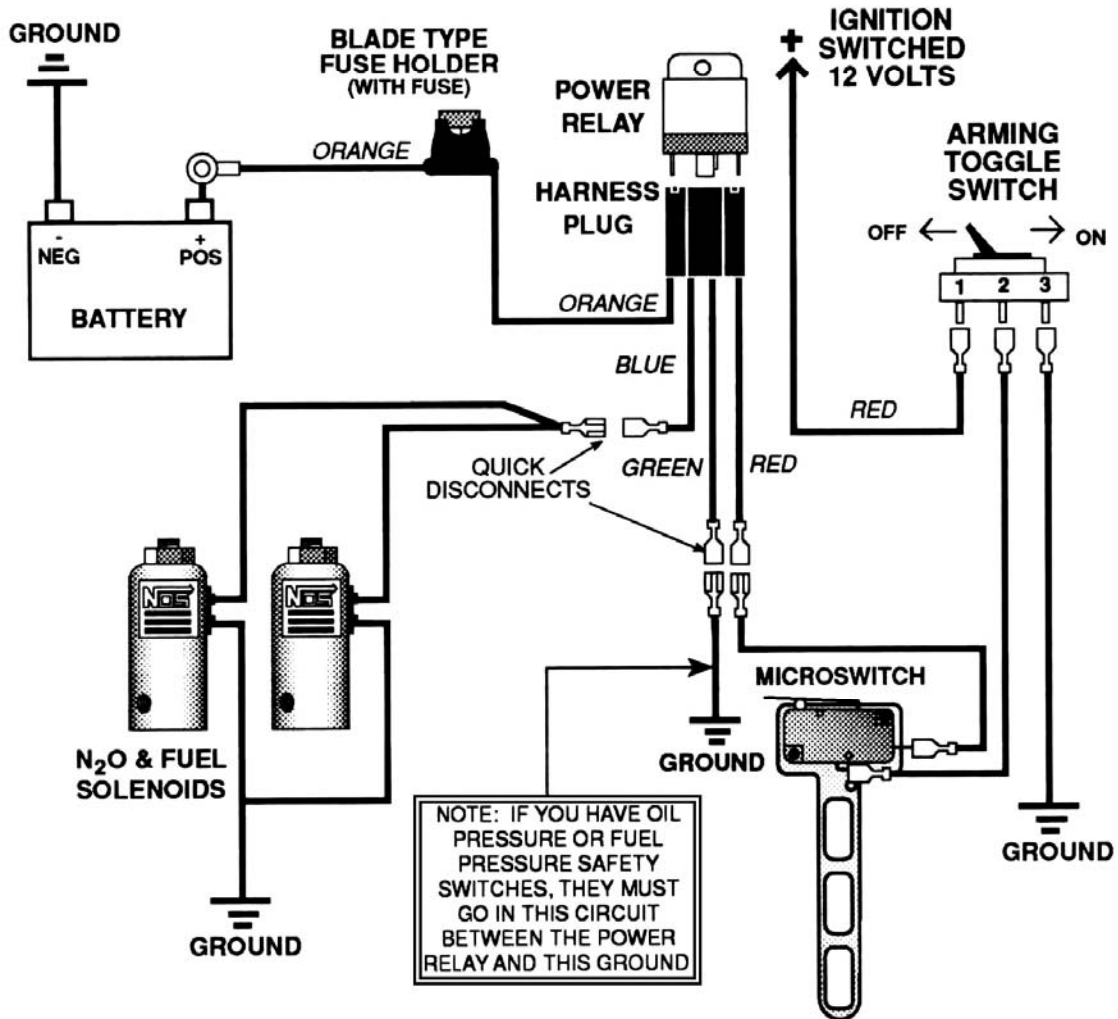 GROUND
BLADE TYPE
FUSE HOLDER
(WITH FUSE)
ORANGE
POWER
RELAY
+
IGNITION
SWITCHED
12 VOLTS
ARMING
TOGGLE
SWITCH
OFF
ON
1 2 3
HARNESS
PLUG
- +
NEG POS
BATTERY
ORANGE
BLUE
RED
QUICK
DISCONNECTS
GREEN
RED
NOS
NOS
N2O & FUEL
SOLENOIDS
GROUND
GROUND
MICROSWITCH
GROUND
NOTE: IF YOU HAVE OIL
PRESSURE OR FUEL
PRESSURE SAFETY
SWITCHES, THEY MUST
GO IN THIS CIRCUIT
BETWEEN THE POWER
RELAY AND THIS GROUND